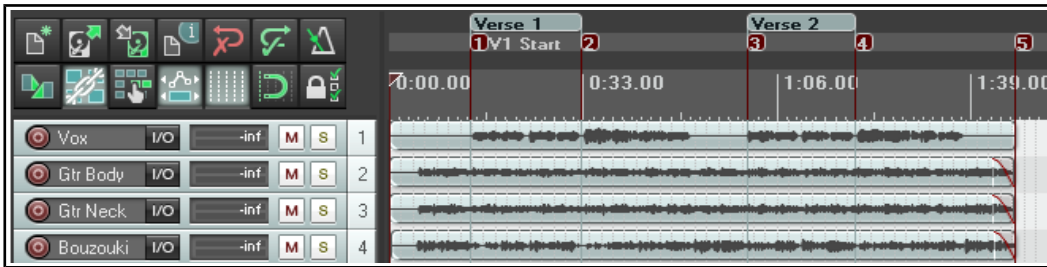 Verse 1 Verse 2
1 V1 Start 2 3 4 5
0:00.00 0:33.00 1:06.00 1:39.00
Vox I/O -inf M S 1
Gtr Body I/O -inf M S 2
Gtr Neck I/O -inf M S 3
Bouzouki I/O -inf M S 4